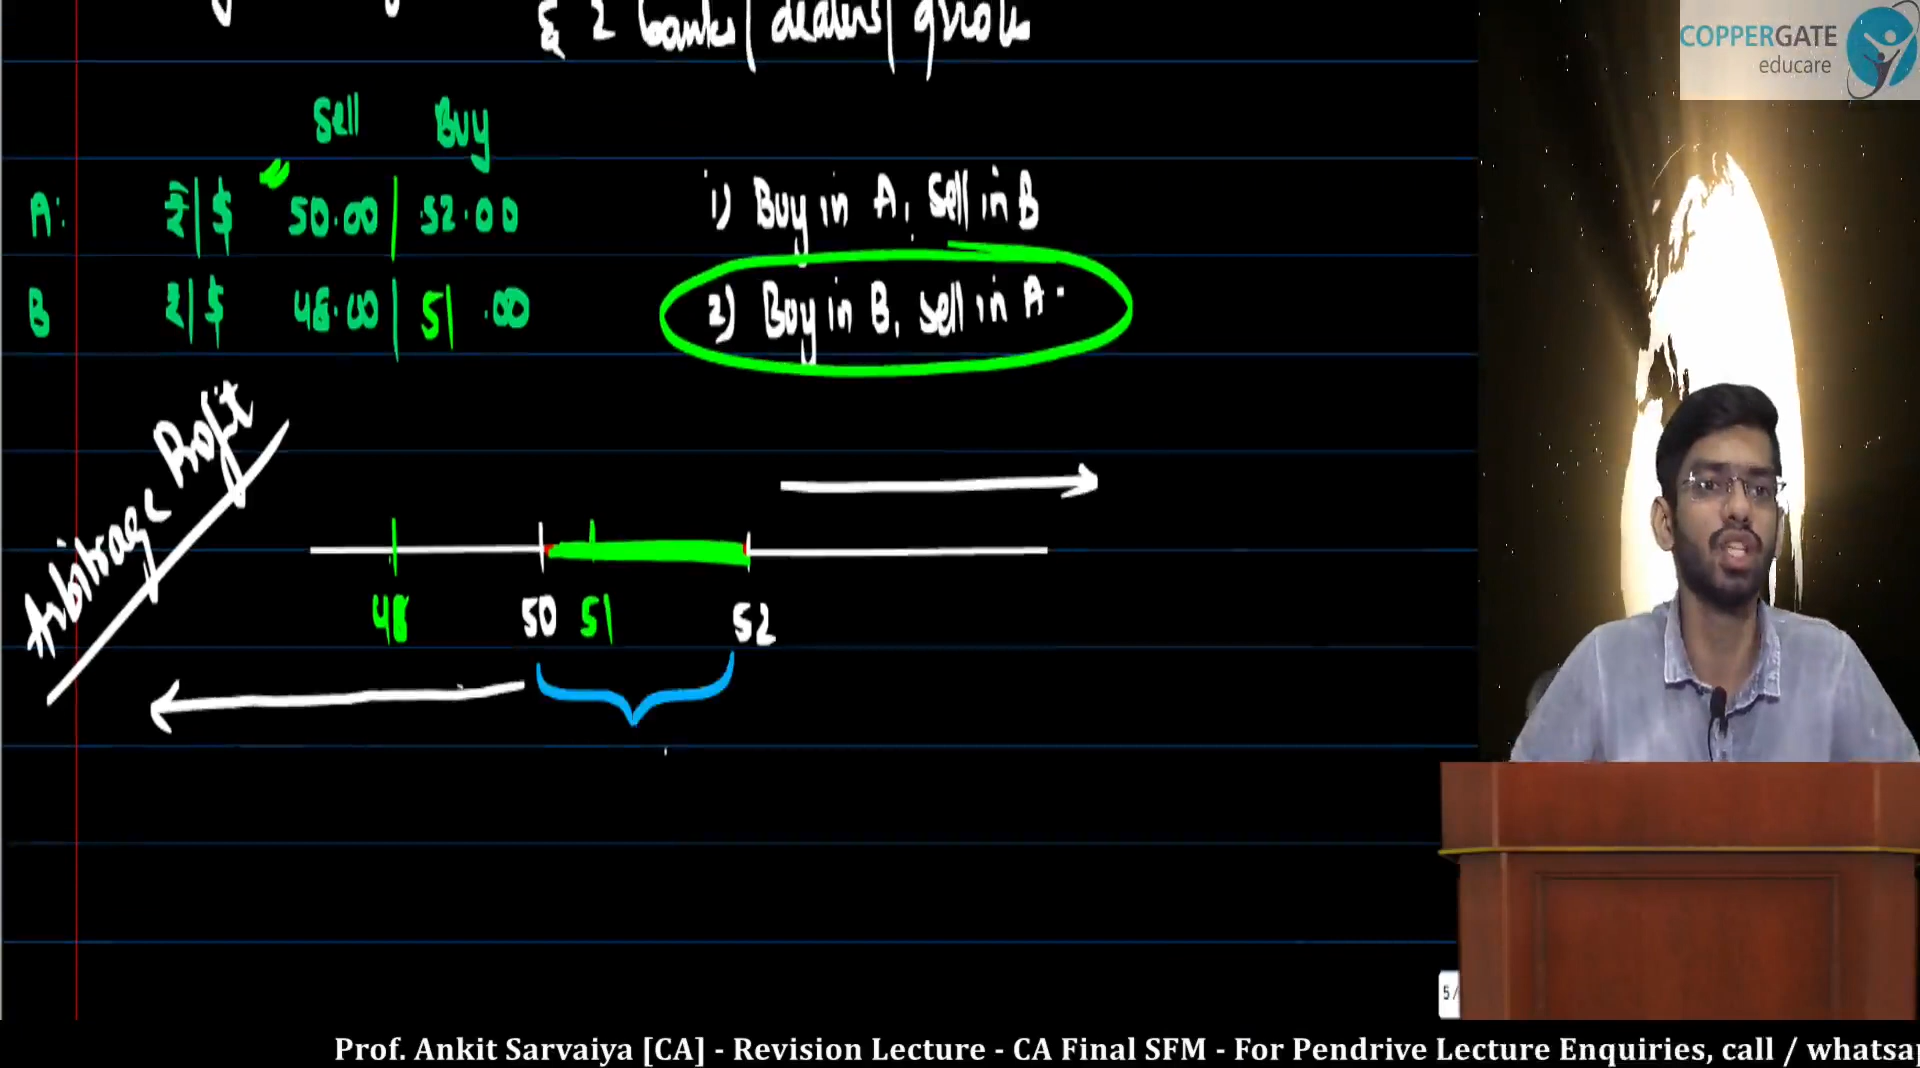 & 2 banks | dealers | quote
COPPERGATE
educare
Sell Buy
A: ₹|$ 50.00 | 52.00
B ₹|$ 48.00 | 51.00
1) Buy in A, Sell in B
2) Buy in B, Sell in A.
Arbitrage Profit
48 50 51 52
5/
Prof. Ankit Sarvaiya [CA] - Revision Lecture - CA Final SFM - For Pendrive Lecture Enquiries, call / whatsa